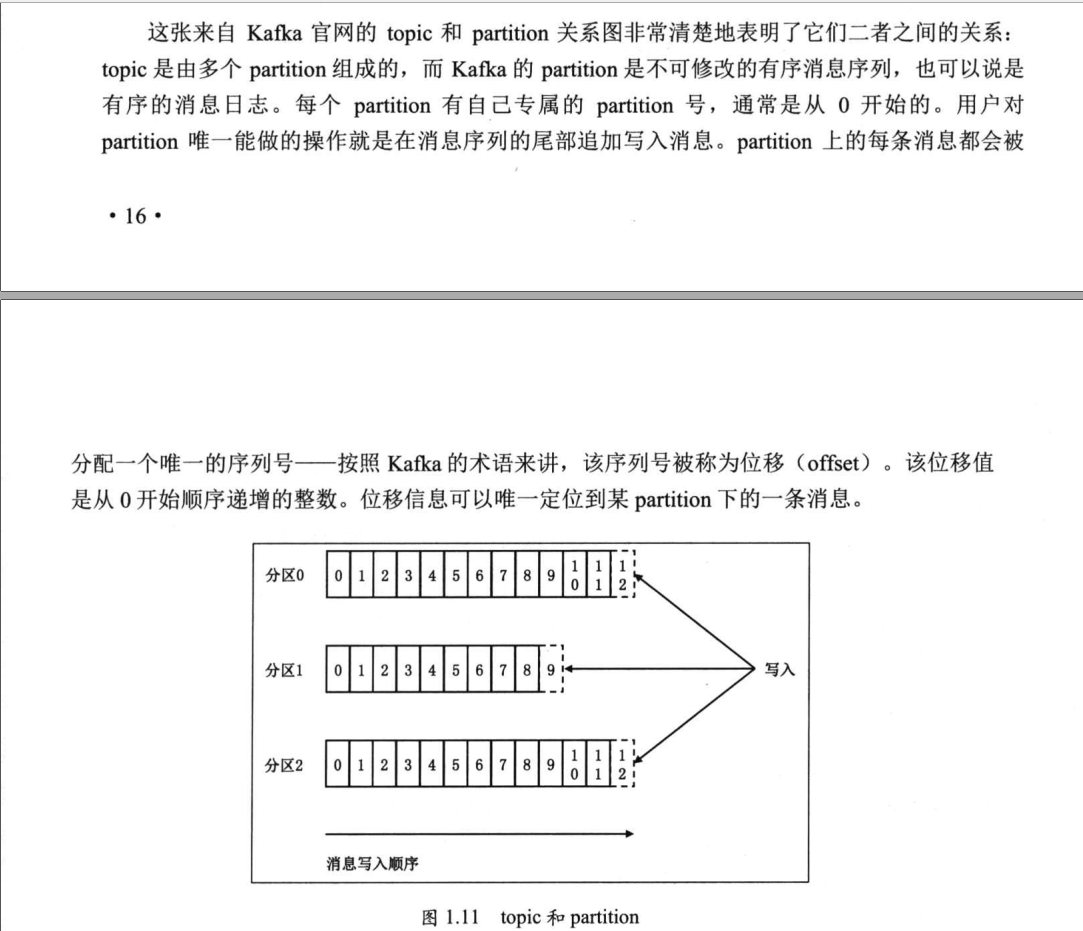 这张来自 Kafka 官网的 topic 和 partition 关系图非常清楚地表明了它们二者之间的关系：
topic 是由多个 partition 组成的，而 Kafka 的 partition 是不可修改的有序消息序列，也可以说是
有序的消息日志。每个 partition 有自己专属的 partition 号，通常是从 0 开始的。用户对
partition 唯一能做的操作就是在消息序列的尾部追加写入消息。partition 上的每条消息都会被
• 16 •
分配一个唯一的序列号——按照 Kafka 的术语来讲，该序列号被称为位移（offset）。该位移值
是从 0 开始顺序递增的整数。位移信息可以唯一定位到某 partition 下的一条消息。
分区0 0 1 2 3 4 5 6 7 8 9 10 11 12
分区1 0 1 2 3 4 5 6 7 8 9
写入
分区2 0 1 2 3 4 5 6 7 8 9 10 11 12
消息写入顺序
图 1.11 topic 和 partition